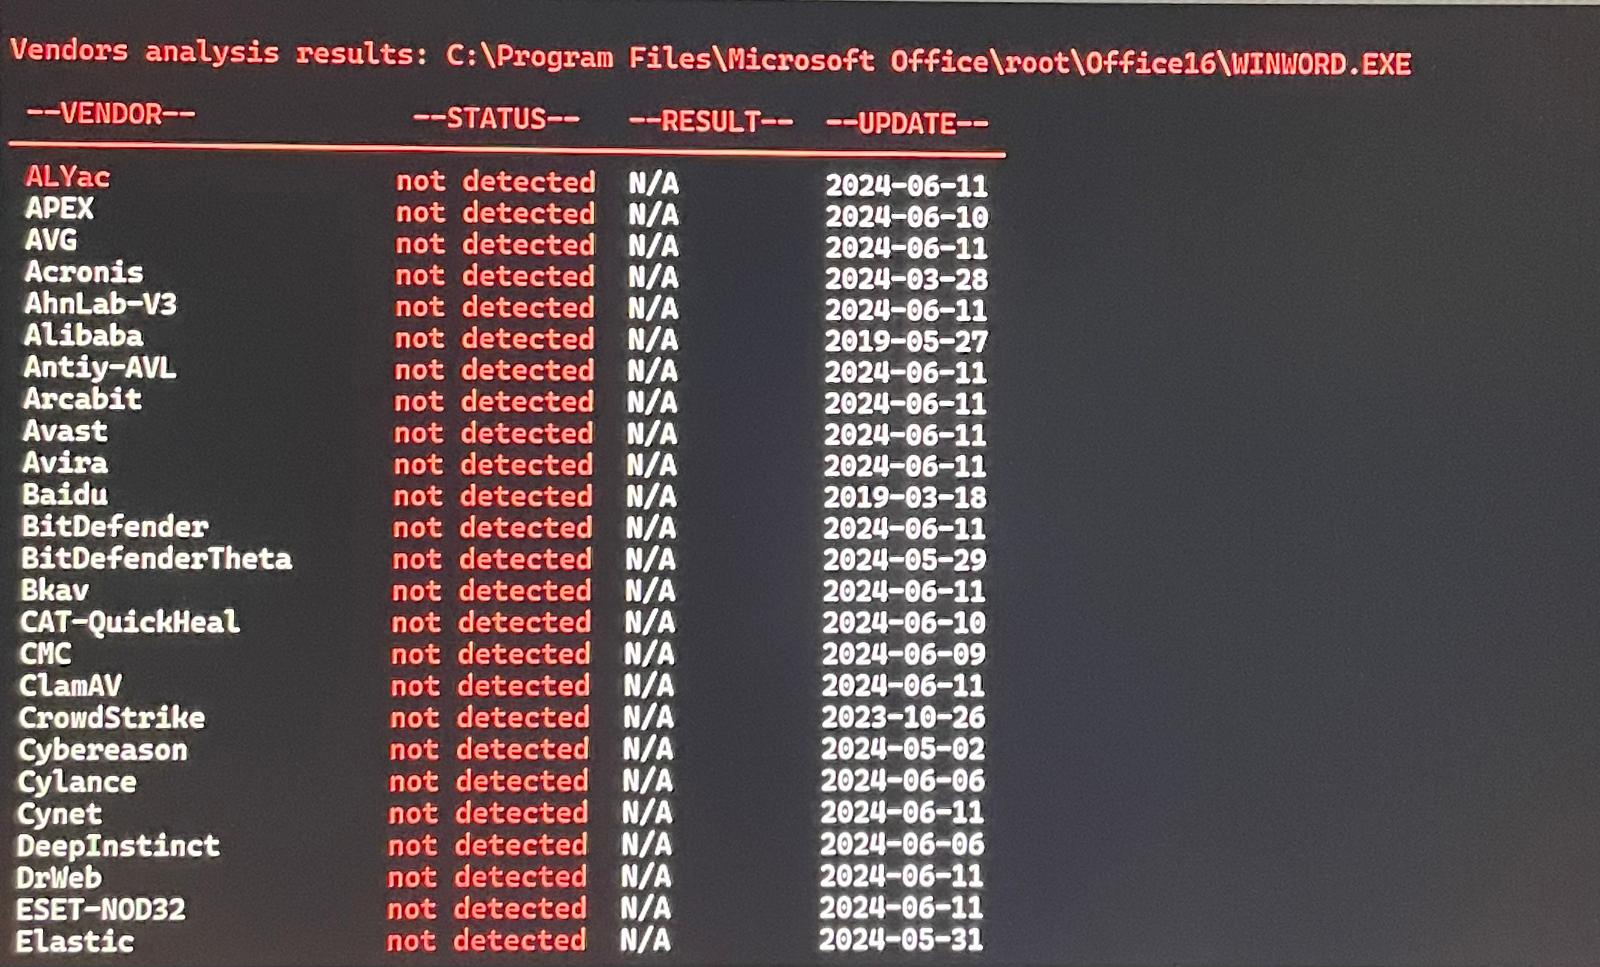 Vendors analysis results: C:\Program Files\Microsoft Office\root\Office16\WINWORD.EXE
--VENDOR-- --STATUS-- --RESULT-- --UPDATE--
ALYac not detected N/A 2024-06-11
APEX not detected N/A 2024-06-10
AVG not detected N/A 2024-06-11
Acronis not detected N/A 2024-03-28
AhnLab-V3 not detected N/A 2024-06-11
Alibaba not detected N/A 2019-05-27
Antiy-AVL not detected N/A 2024-06-11
Arcabit not detected N/A 2024-06-11
Avast not detected N/A 2024-06-11
Avira not detected N/A 2024-06-11
Baidu not detected N/A 2019-03-18
BitDefender not detected N/A 2024-06-11
BitDefenderTheta not detected N/A 2024-05-29
Bkav not detected N/A 2024-06-11
CAT-QuickHeal not detected N/A 2024-06-10
CMC not detected N/A 2024-06-09
ClamAV not detected N/A 2024-06-11
CrowdStrike not detected N/A 2023-10-26
Cybereason not detected N/A 2024-05-02
Cylance not detected N/A 2024-06-06
Cynet not detected N/A 2024-06-11
DeepInstinct not detected N/A 2024-06-06
DrWeb not detected N/A 2024-06-11
ESET-NOD32 not detected N/A 2024-06-11
Elastic not detected N/A 2024-05-31